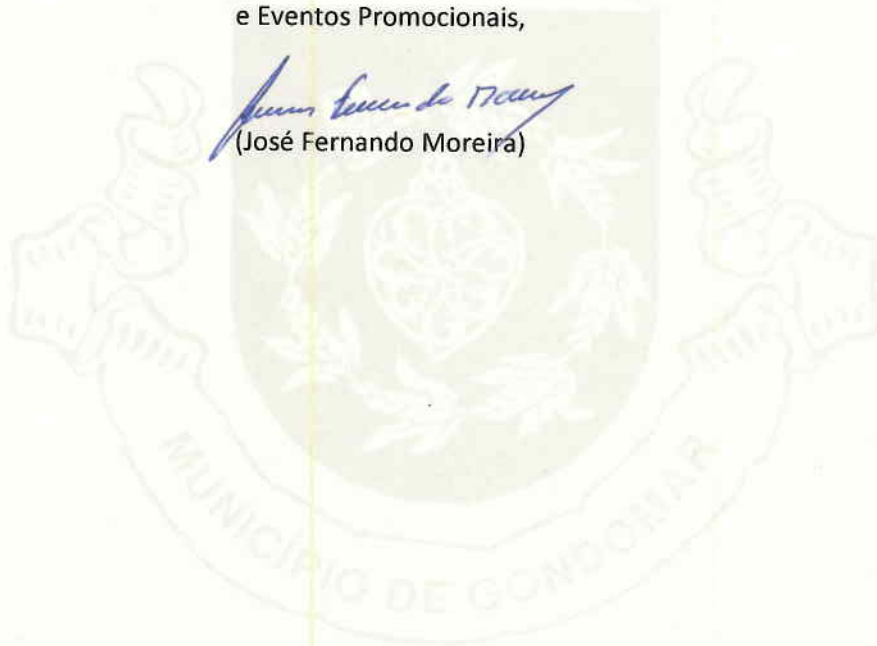 e Eventos Promocionais,
(José Fernando Moreira)
MUNICÍPIO DE GONDOMAR